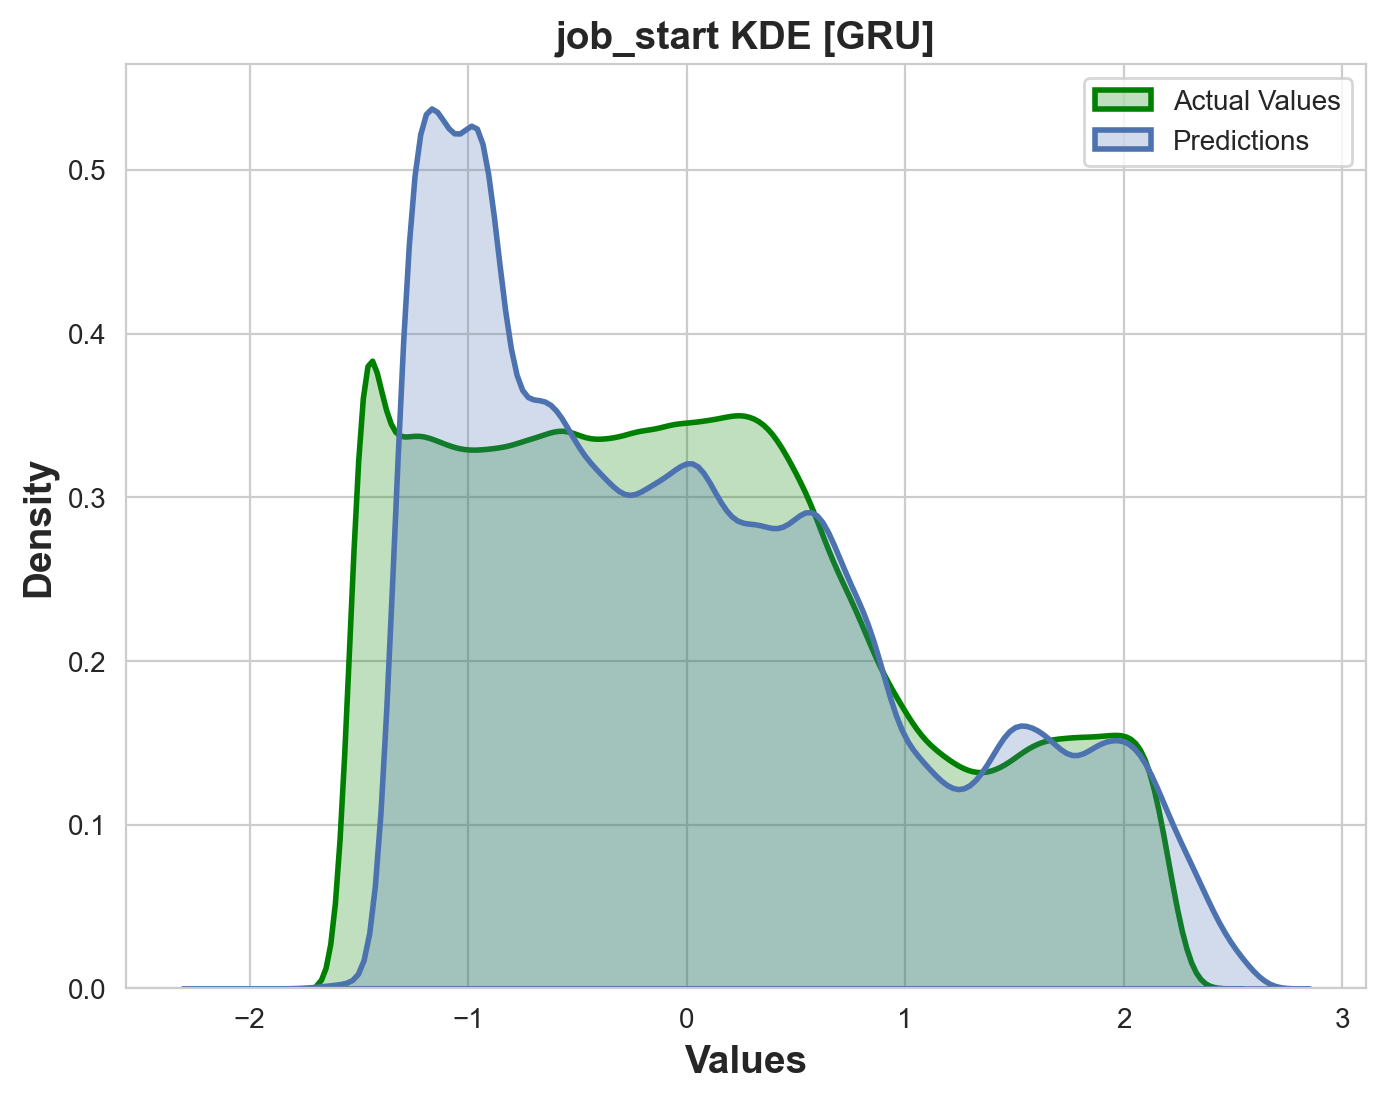 job_start KDE [GRU]
Actual Values
Predictions
Density
0.5
0.4
0.3
0.2
0.1
0.0
−2 −1 0 1 2 3
Values